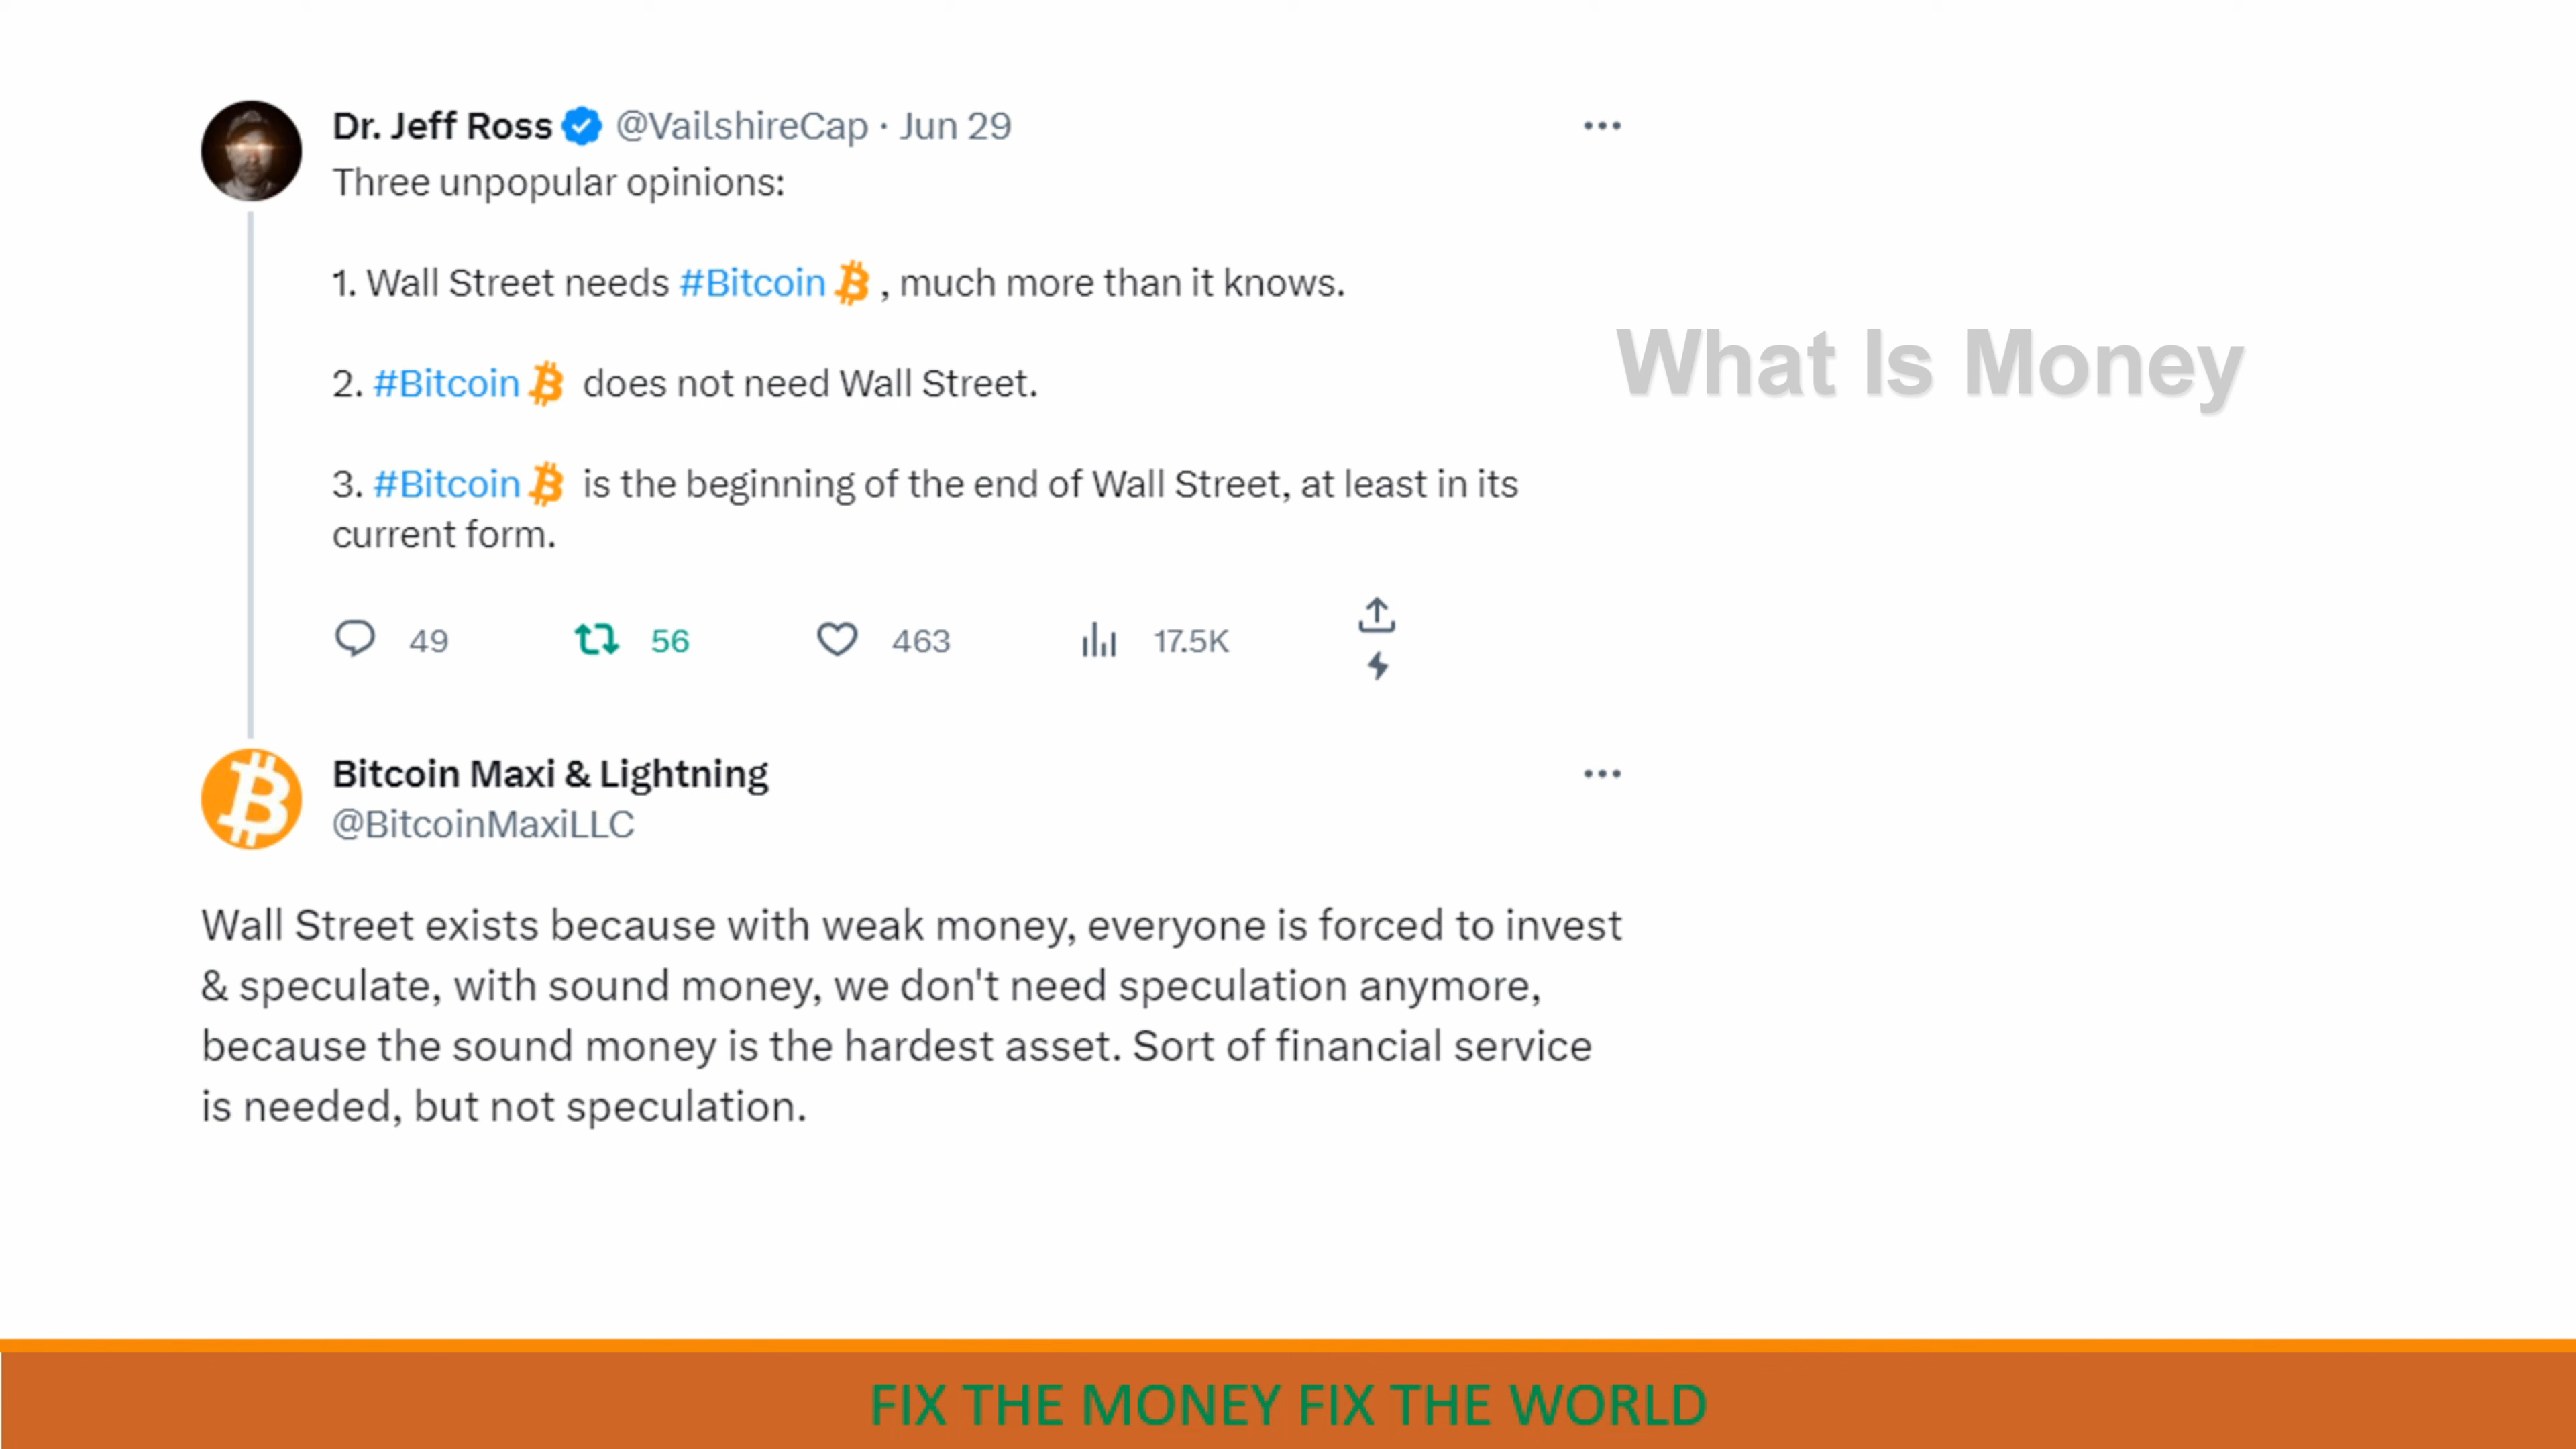 Dr. Jeff Ross @VailshireCap · Jun 29
Three unpopular opinions:
1. Wall Street needs #Bitcoin , much more than it knows.
What Is Money
2. #Bitcoin does not need Wall Street.
3. #Bitcoin is the beginning of the end of Wall Street, at least in its
current form.
49 56 463 17.5K
Bitcoin Maxi & Lightning
@BitcoinMaxiLLC
Wall Street exists because with weak money, everyone is forced to invest
& speculate, with sound money, we don't need speculation anymore,
because the sound money is the hardest asset. Sort of financial service
is needed, but not speculation.
FIX THE MONEY FIX THE WORLD